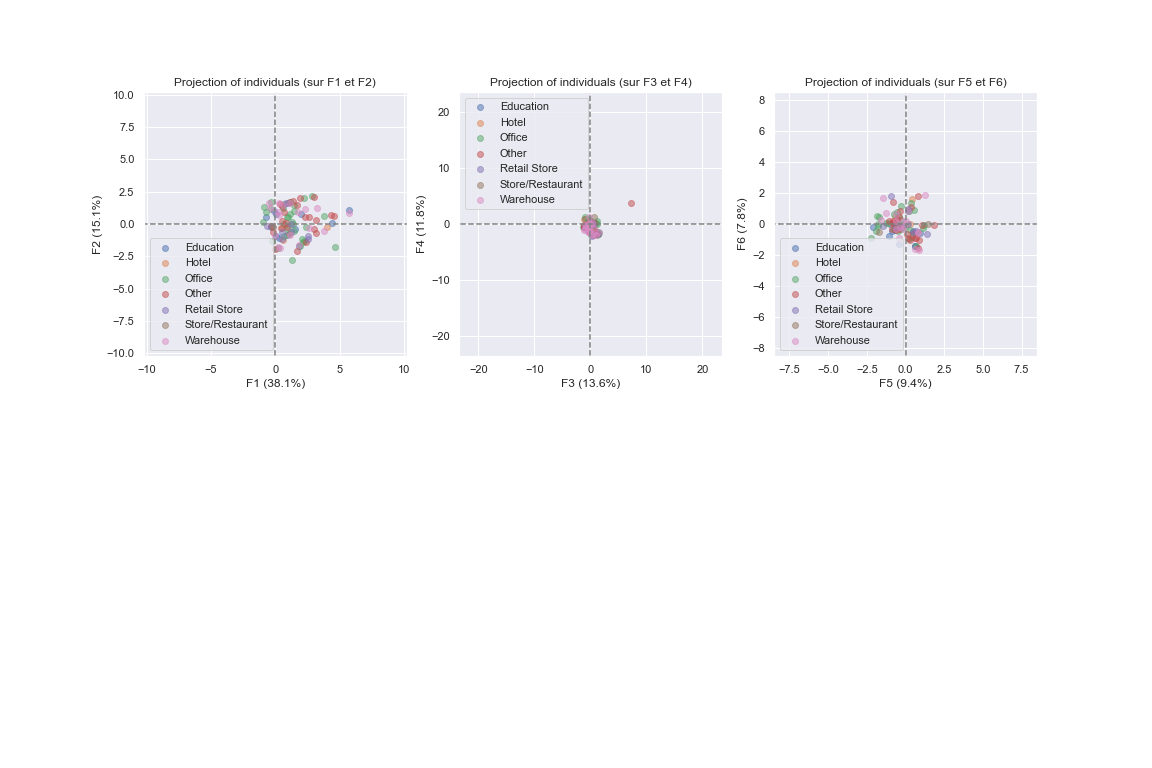 Projection of individuals (sur F1 et F2)
10.0
7.5
5.0
2.5
0.0
−2.5
−5.0
−7.5
−10.0
F2 (15.1%)
Education
Hotel
Office
Other
Retail Store
Store/Restaurant
Warehouse
−10
−5
0
5
10
F1 (38.1%)
Projection of individuals (sur F3 et F4)
20
10
0
−10
−20
F4 (11.8%)
Education
Hotel
Office
Other
Retail Store
Store/Restaurant
Warehouse
−20
−10
0
10
20
F3 (13.6%)
Projection of individuals (sur F5 et F6)
8
6
4
2
0
−2
−4
−6
−8
F6 (7.8%)
Education
Hotel
Office
Other
Retail Store
Store/Restaurant
Warehouse
−7.5
−5.0
−2.5
0.0
2.5
5.0
7.5
F5 (9.4%)